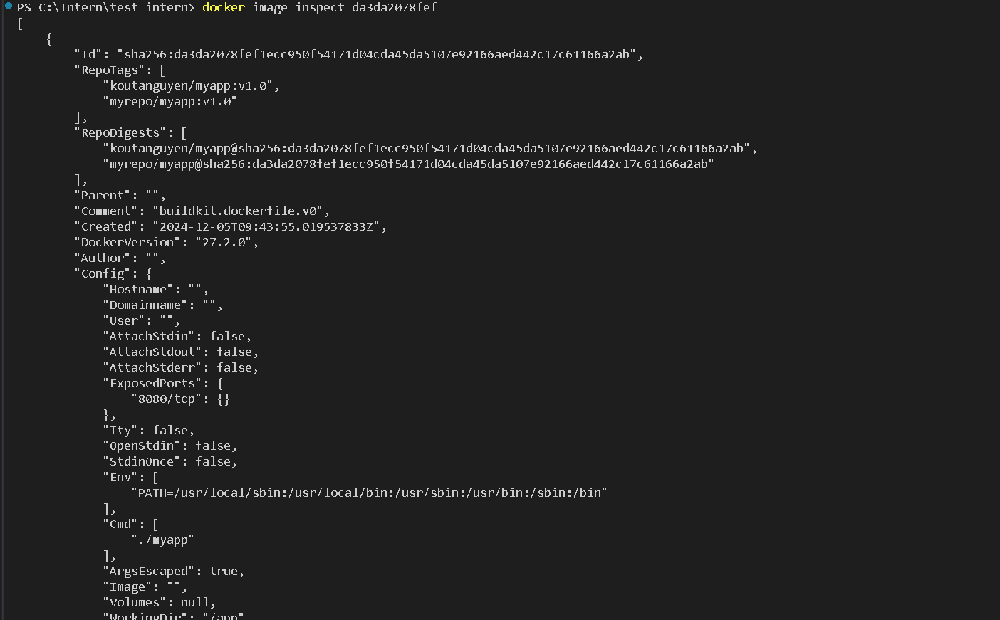 PS C:\Intern\test_intern> docker image inspect da3da2078fef
[
    {
        "Id": "sha256:da3da2078fef1ecc950f54171d04cda45da5107e92166aed442c17c61166a2ab",
        "RepoTags": [
            "koutanguyen/myapp:v1.0",
            "myrepo/myapp:v1.0"
        ],
        "RepoDigests": [
            "koutanguyen/myapp@sha256:da3da2078fef1ecc950f54171d04cda45da5107e92166aed442c17c61166a2ab",
            "myrepo/myapp@sha256:da3da2078fef1ecc950f54171d04cda45da5107e92166aed442c17c61166a2ab"
        ],
        "Parent": "",
        "Comment": "buildkit.dockerfile.v0",
        "Created": "2024-12-05T09:43:55.019537833Z",
        "DockerVersion": "27.2.0",
        "Author": "",
        "Config": {
            "Hostname": "",
            "Domainname": "",
            "User": "",
            "AttachStdin": false,
            "AttachStdout": false,
            "AttachStderr": false,
            "ExposedPorts": {
                "8080/tcp": {}
            },
            "Tty": false,
            "OpenStdin": false,
            "StdinOnce": false,
            "Env": [
                "PATH=/usr/local/sbin:/usr/local/bin:/usr/sbin:/usr/bin:/sbin:/bin"
            ],
            "Cmd": [
                "./myapp"
            ],
            "ArgsEscaped": true,
            "Image": "",
            "Volumes": null,
            "WorkingDir": "/app"